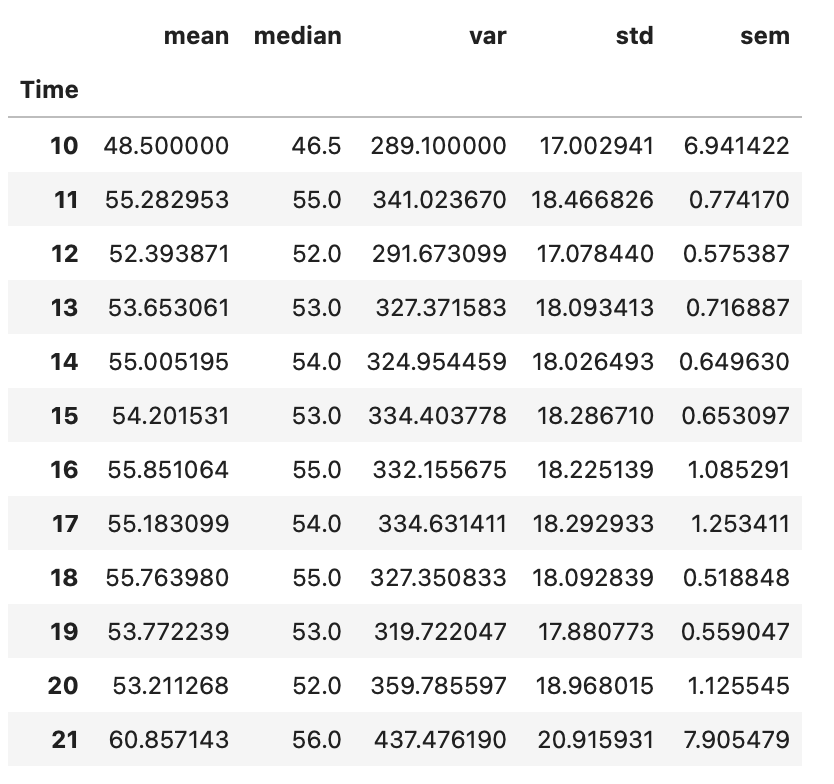 mean median var std sem
Time
10 48.500000 46.5 289.100000 17.002941 6.941422
11 55.282953 55.0 341.023670 18.466826 0.774170
12 52.393871 52.0 291.673099 17.078440 0.575387
13 53.653061 53.0 327.371583 18.093413 0.716887
14 55.005195 54.0 324.954459 18.026493 0.649630
15 54.201531 53.0 334.403778 18.286710 0.653097
16 55.851064 55.0 332.155675 18.225139 1.085291
17 55.183099 54.0 334.631411 18.292933 1.253411
18 55.763980 55.0 327.350833 18.092839 0.518848
19 53.772239 53.0 319.722047 17.880773 0.559047
20 53.211268 52.0 359.785597 18.968015 1.125545
21 60.857143 56.0 437.476190 20.915931 7.905479